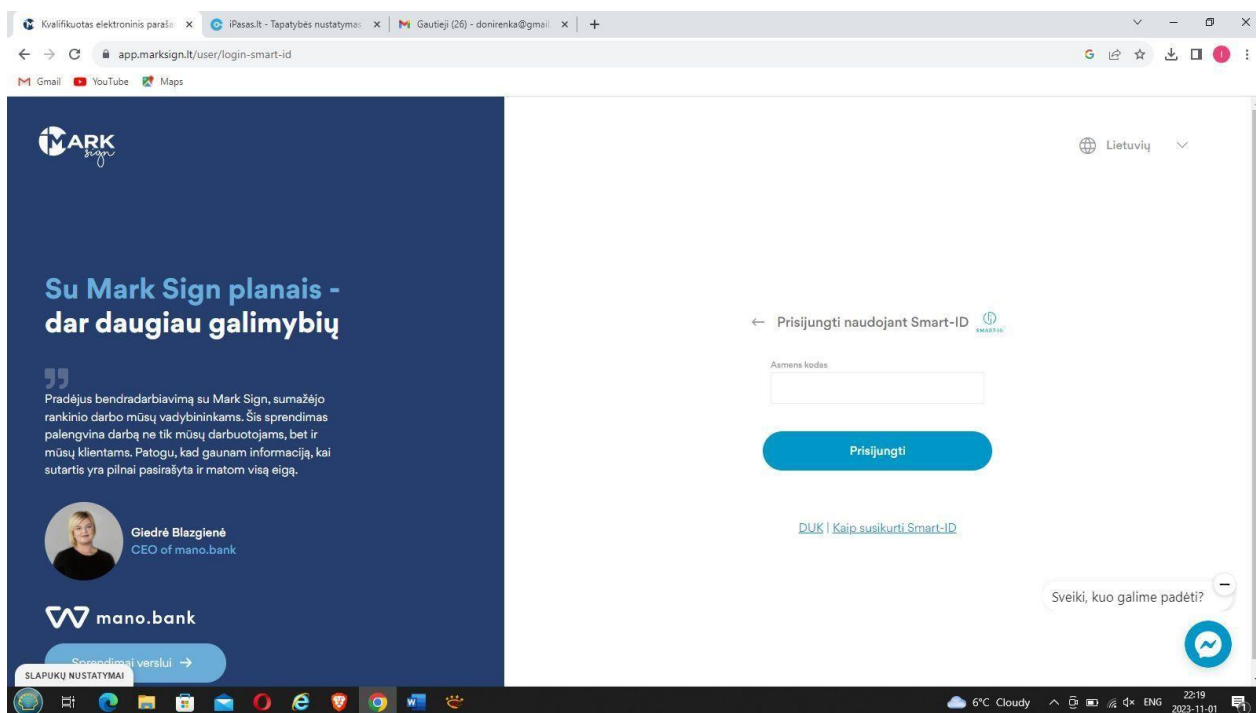 Kvalifikuotas elektroninis paraša
iPasas.lt - Tapatybės nustatymas
Gautieji (26) - donirenka@gmail
app.marksign.lt/user/login-smart-id
Gmail
YouTube
Maps
MARK
sign
Lietuvių
Su Mark Sign planais -
dar daugiau galimybių
Pradėjus bendradarbiavimą su Mark Sign, sumažėjo
rankinio darbo mūsų vadybininkams. Šis sprendimas
palengvina darbą ne tik mūsų darbuotojams, bet ir
mūsų klientams. Patogu, kad gaunam informaciją, kai
sutartis yra pilnai pasirašyta ir matom visą eigą.
Giedrė Blazgienė
CEO of mano.bank
mano.bank
Sprendimai verslui →
SLAPUKŲ NUSTATYMAI
← Prisijungti naudojant Smart-ID
SMART-ID
Asmens kodas
Prisijungti
DUK | Kaip susikurti Smart-ID
Sveiki, kuo galime padėti?
6°C Cloudy
ENG
22:19
2023-11-01